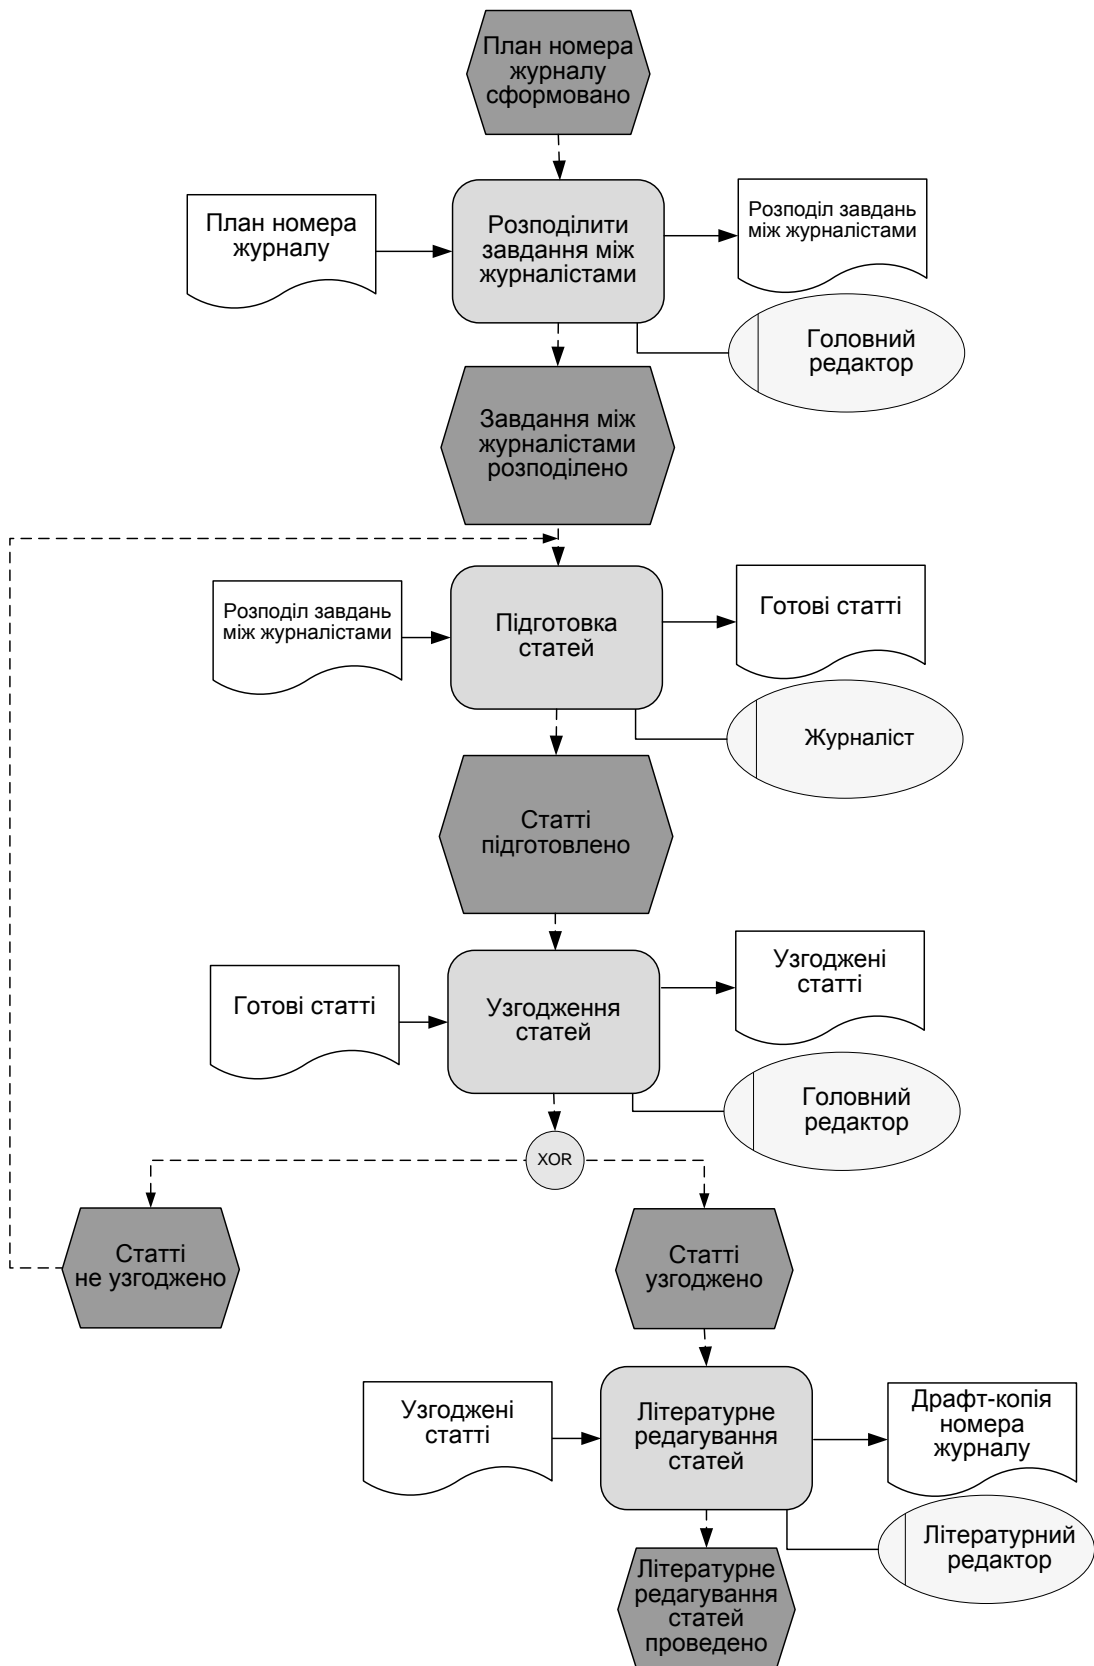 План номера
журналу
сформовано
План номера
журналу
Розподілити
завдання між
журналістами
Розподіл завдань
між журналістами
Головний
редактор
Завдання між
журналістами
розподілено
Розподіл завдань
між журналістами
Підготовка
статей
Готові статті
Журналіст
Статті
підготовлено
Готові статті
Узгодження
статей
Узгоджені
статті
Головний
редактор
XOR
Статті
не узгоджено
Статті
узгоджено
Узгоджені
статті
Літературне
редагування
статей
Драфт-копія
номера
журналу
Літературний
редактор
Літературне
редагування
статей
проведено